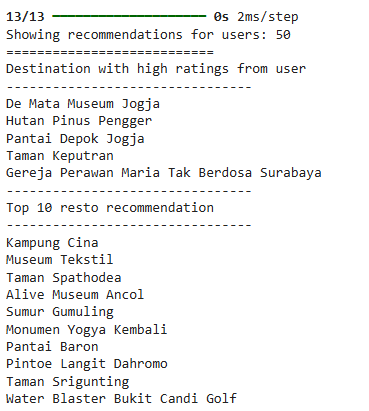 13/13 ━━━━━━━━━━━━━━━━━━━━ 0s 2ms/step
Showing recommendations for users: 50
===========================
Destination with high ratings from user
--------------------------------
De Mata Museum Jogja
Hutan Pinus Pengger
Pantai Depok Jogja
Taman Keputran
Gereja Perawan Maria Tak Berdosa Surabaya
--------------------------------
Top 10 resto recommendation
--------------------------------
Kampung Cina
Museum Tekstil
Taman Spathodea
Alive Museum Ancol
Sumur Gumuling
Monumen Yogya Kembali
Pantai Baron
Pintoe Langit Dahromo
Taman Srigunting
Water Blaster Bukit Candi Golf